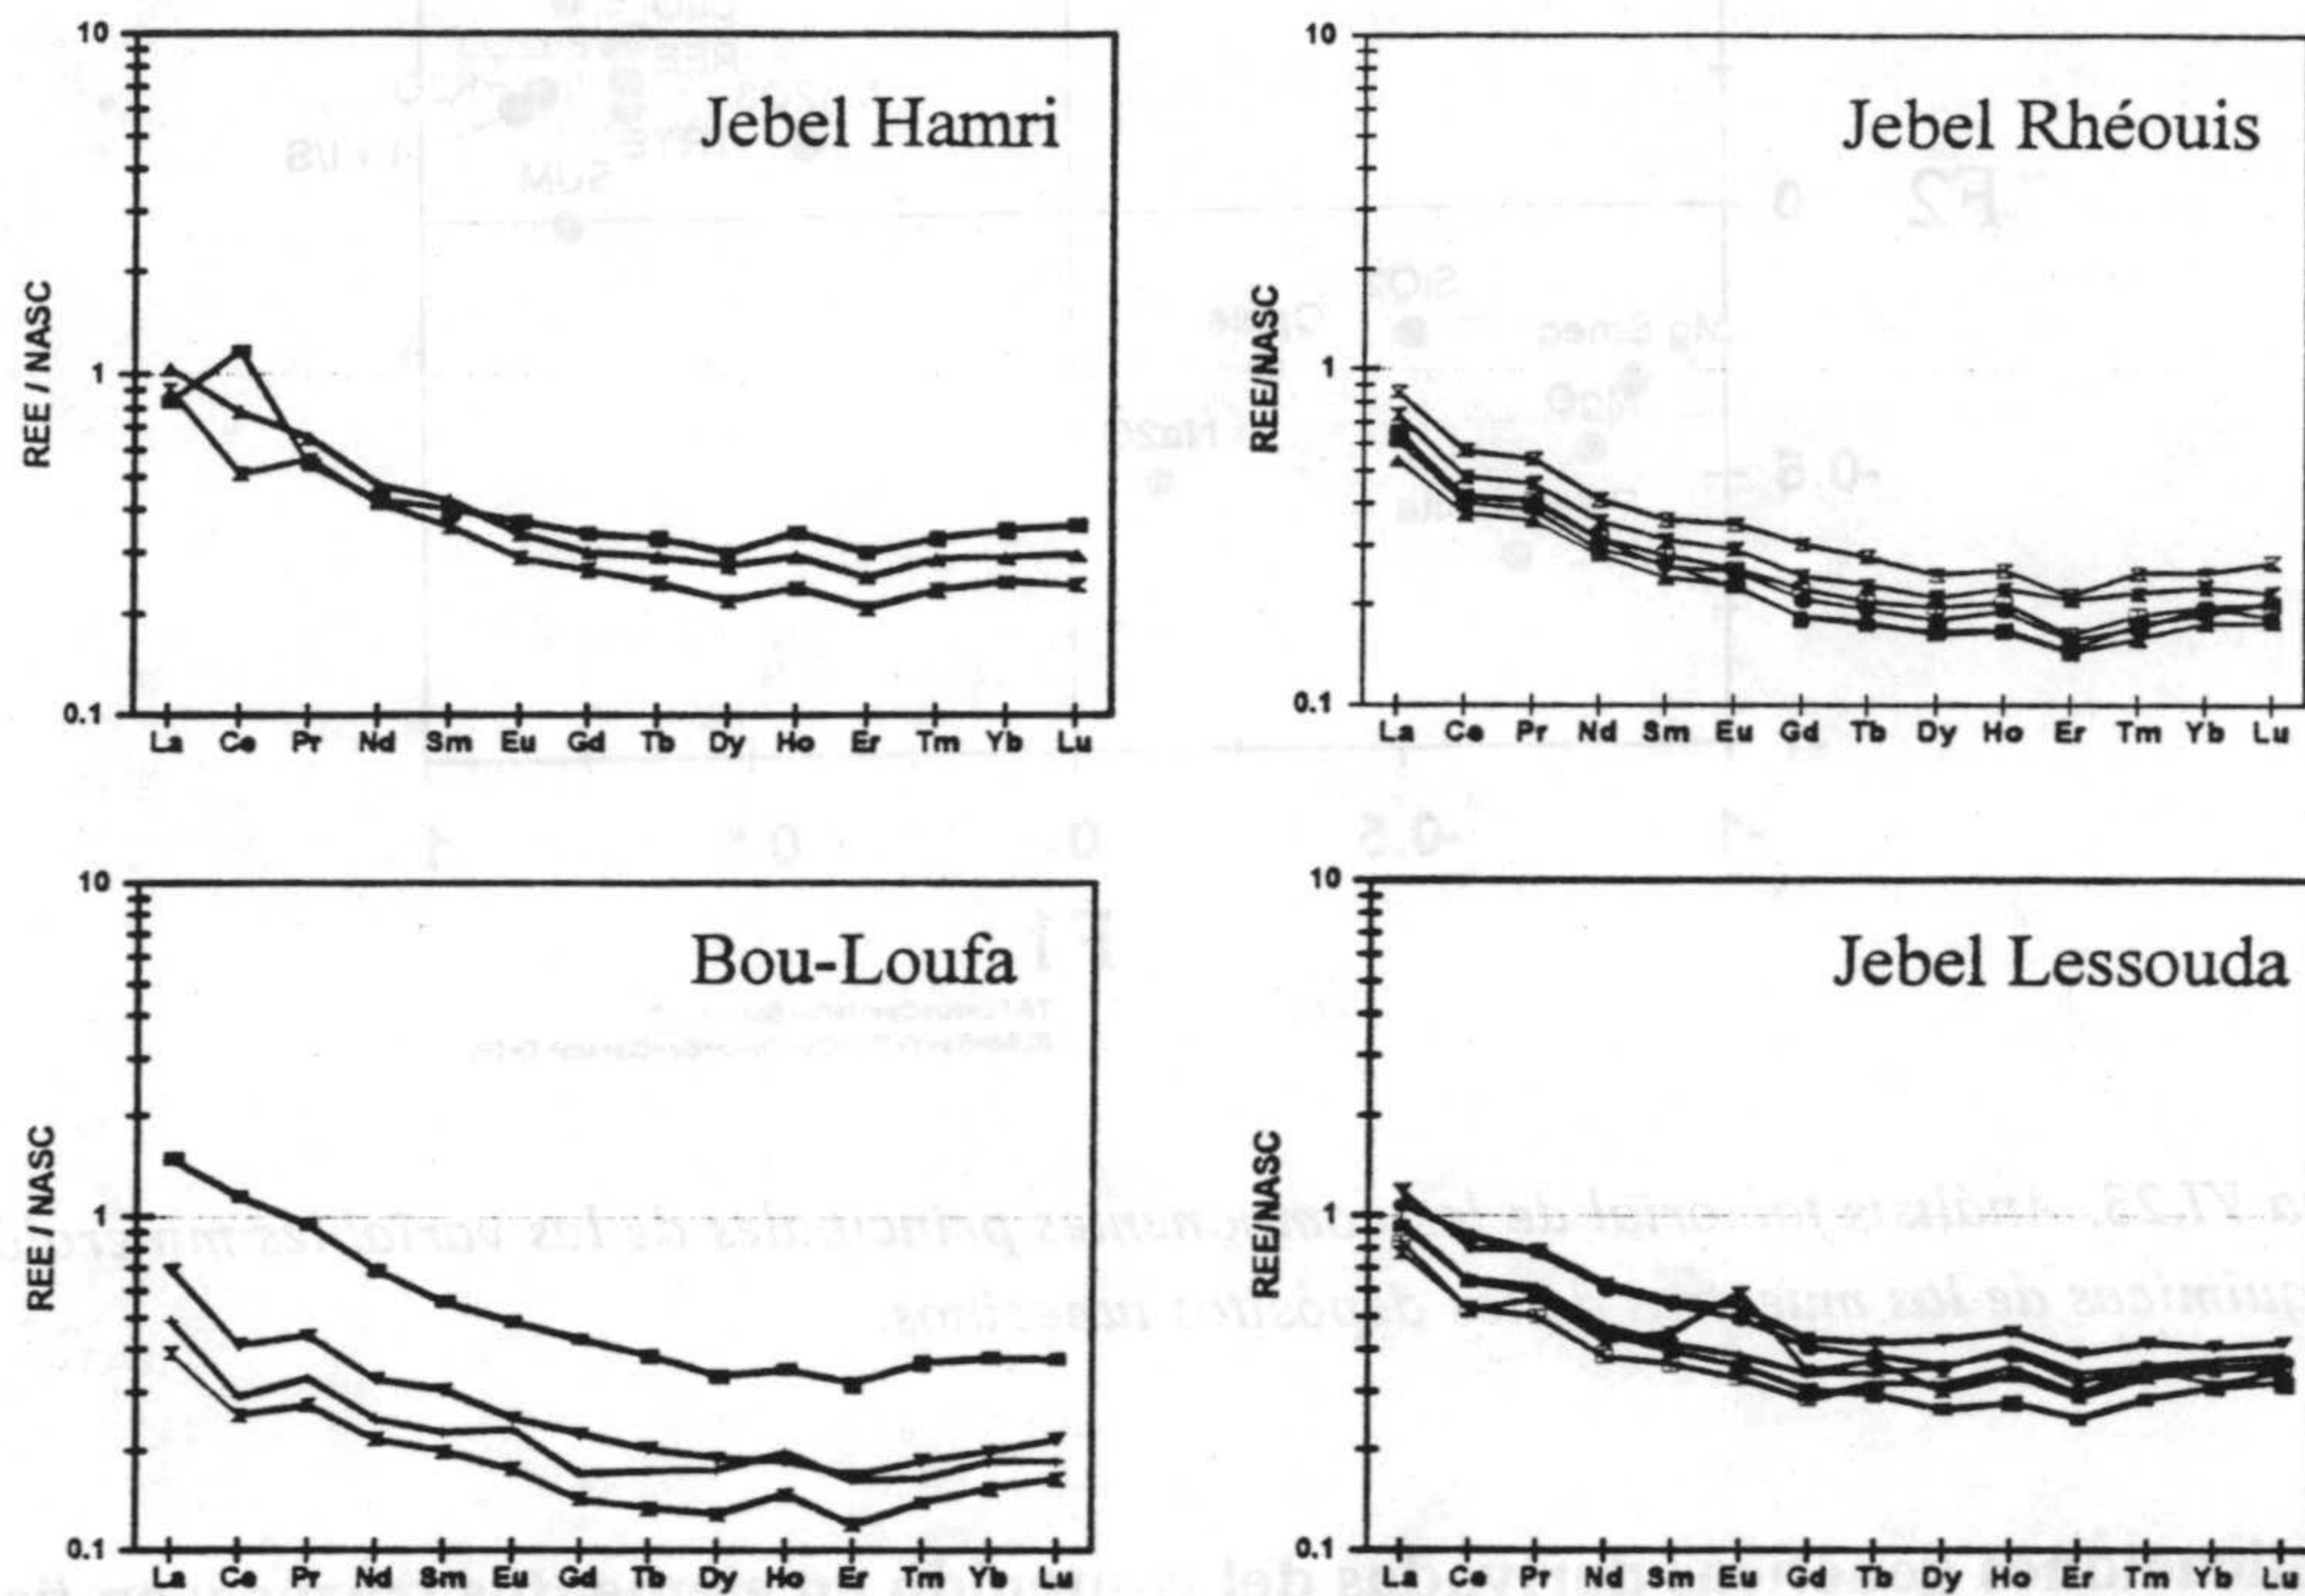 Jebel Hamri
10
1
0.1
REE / NASC
La Ce Pr Nd Sm Eu Gd Tb Dy Ho Er Tm Yb Lu
Jebel Rhéouis
10
1
0.1
REE/NASC
La Ce Pr Nd Sm Eu Gd Tb Dy Ho Er Tm Yb Lu
Bou-Loufa
10
1
0.1
REE / NASC
La Ce Pr Nd Sm Eu Gd Tb Dy Ho Er Tm Yb Lu
Jebel Lessouda
10
1
0.1
REE/NASC
La Ce Pr Nd Sm Eu Gd Tb Dy Ho Er Tm Yb Lu